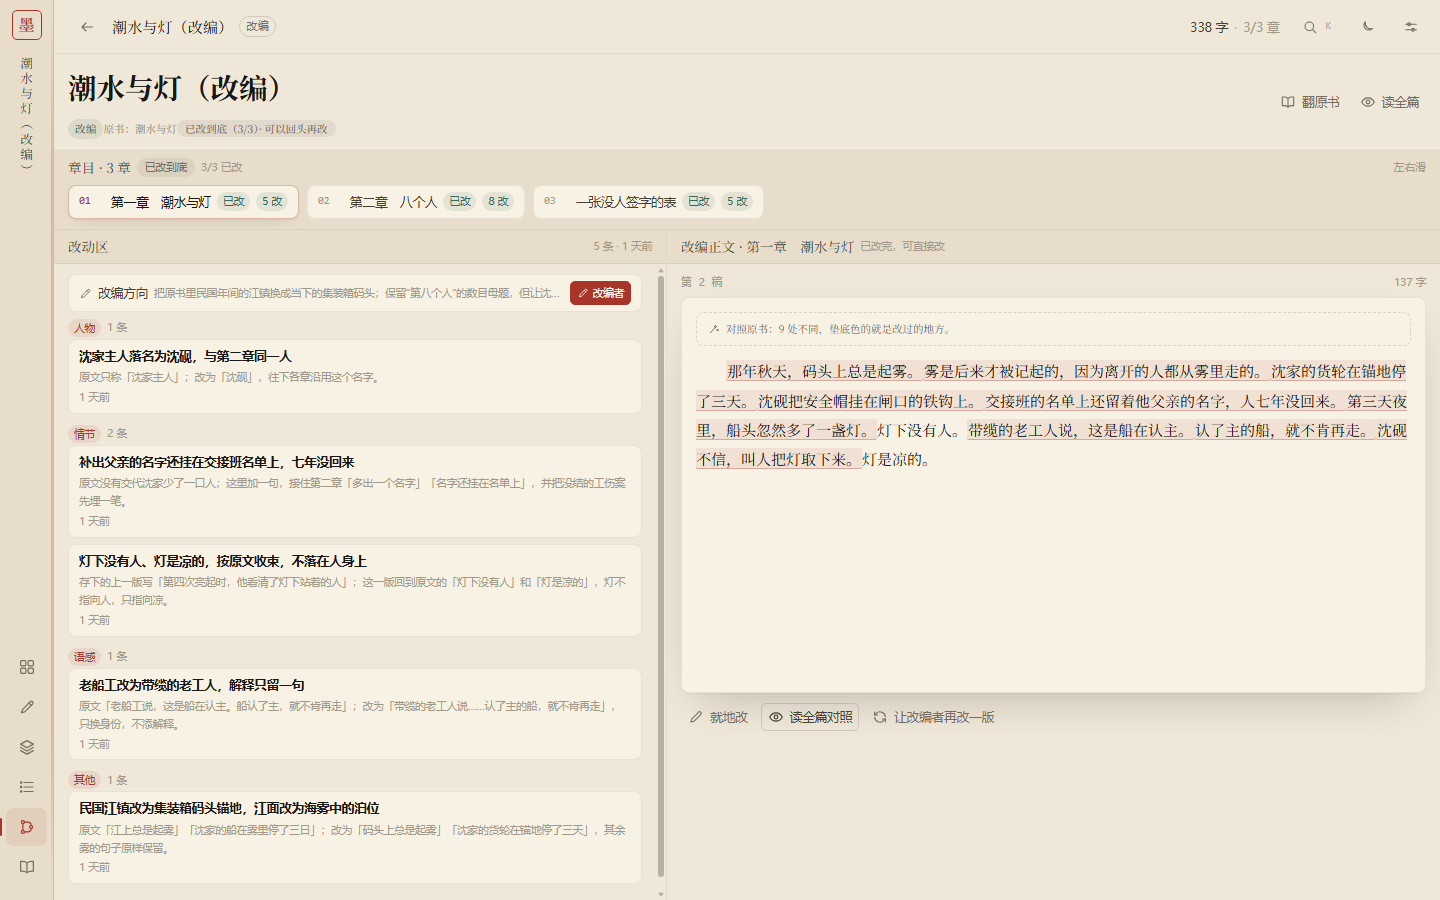 墨
潮水与灯（改编）
潮水与灯（改编） 改编
338 字 · 3/3 章
K
潮水与灯（改编）
翻原书 读全篇
改编 原书：潮水与灯 已改到底（3/3）· 可以回头再改
章目 · 3 章 已改到底 3/3 已改
左右滑
01 第一章 潮水与灯 已改 5 改
02 第二章 八个人 已改 8 改
03 一张没人签字的表 已改 5 改
改动区
5 条 · 1 天前
改编方向 把原书里民国年间的江镇换成当下的集装箱码头；保留“第八个人”的数目母题，但让沈… 改编者
人物 1 条
沈家主人落名为沈砚，与第二章同一人
原文只称「沈家主人」；改为「沈砚」，往下各章沿用这个名字。
1 天前
情节 2 条
补出父亲的名字还挂在交接班名单上，七年没回来
原文没有交代沈家少了一口人；这里加一句，接住第二章「多出一个名字」「名字还挂在名单上」，并把没结的工伤案
先埋一笔。
1 天前
灯下没有人、灯是凉的，按原文收束，不落在人身上
存下的上一版写「第四次亮起时，他看清了灯下站着的人」；这一版回到原文的「灯下没有人」和「灯是凉的」，灯不
指向人，只指向凉。
1 天前
语感 1 条
老船工改为带缆的老工人，解释只留一句
原文「老船工说，这是船在认主。船认了主，就不肯再走」；改为「带缆的老工人说……认了主的船，就不肯再走」，
只换身份，不添解释。
1 天前
其他 1 条
民国江镇改为集装箱码头锚地，江面改为海雾中的泊位
原文「江上总是起雾」「沈家的船在雾里停了三日」；改为「码头上总是起雾」「沈家的货轮在锚地停了三天」，其余
雾的句子原样保留。
1 天前
改编正文 · 第一章 潮水与灯 已改完，可直接改
第 2 稿
137 字
对照原书：9 处不同，垫底色的就是改过的地方。
那年秋天，码头上总是起雾。雾是后来才被记起的，因为离开的人都从雾里走的。沈家的货轮在锚地停
了三天。沈砚把安全帽挂在闸口的铁钩上。交接班的名单上还留着他父亲的名字，人七年没回来。第三天夜
里，船头忽然多了一盏灯。灯下没有人。带缆的老工人说，这是船在认主。认了主的船，就不肯再走。沈砚
不信，叫人把灯取下来。灯是凉的。
就地改 读全篇对照 让改编者再改一版